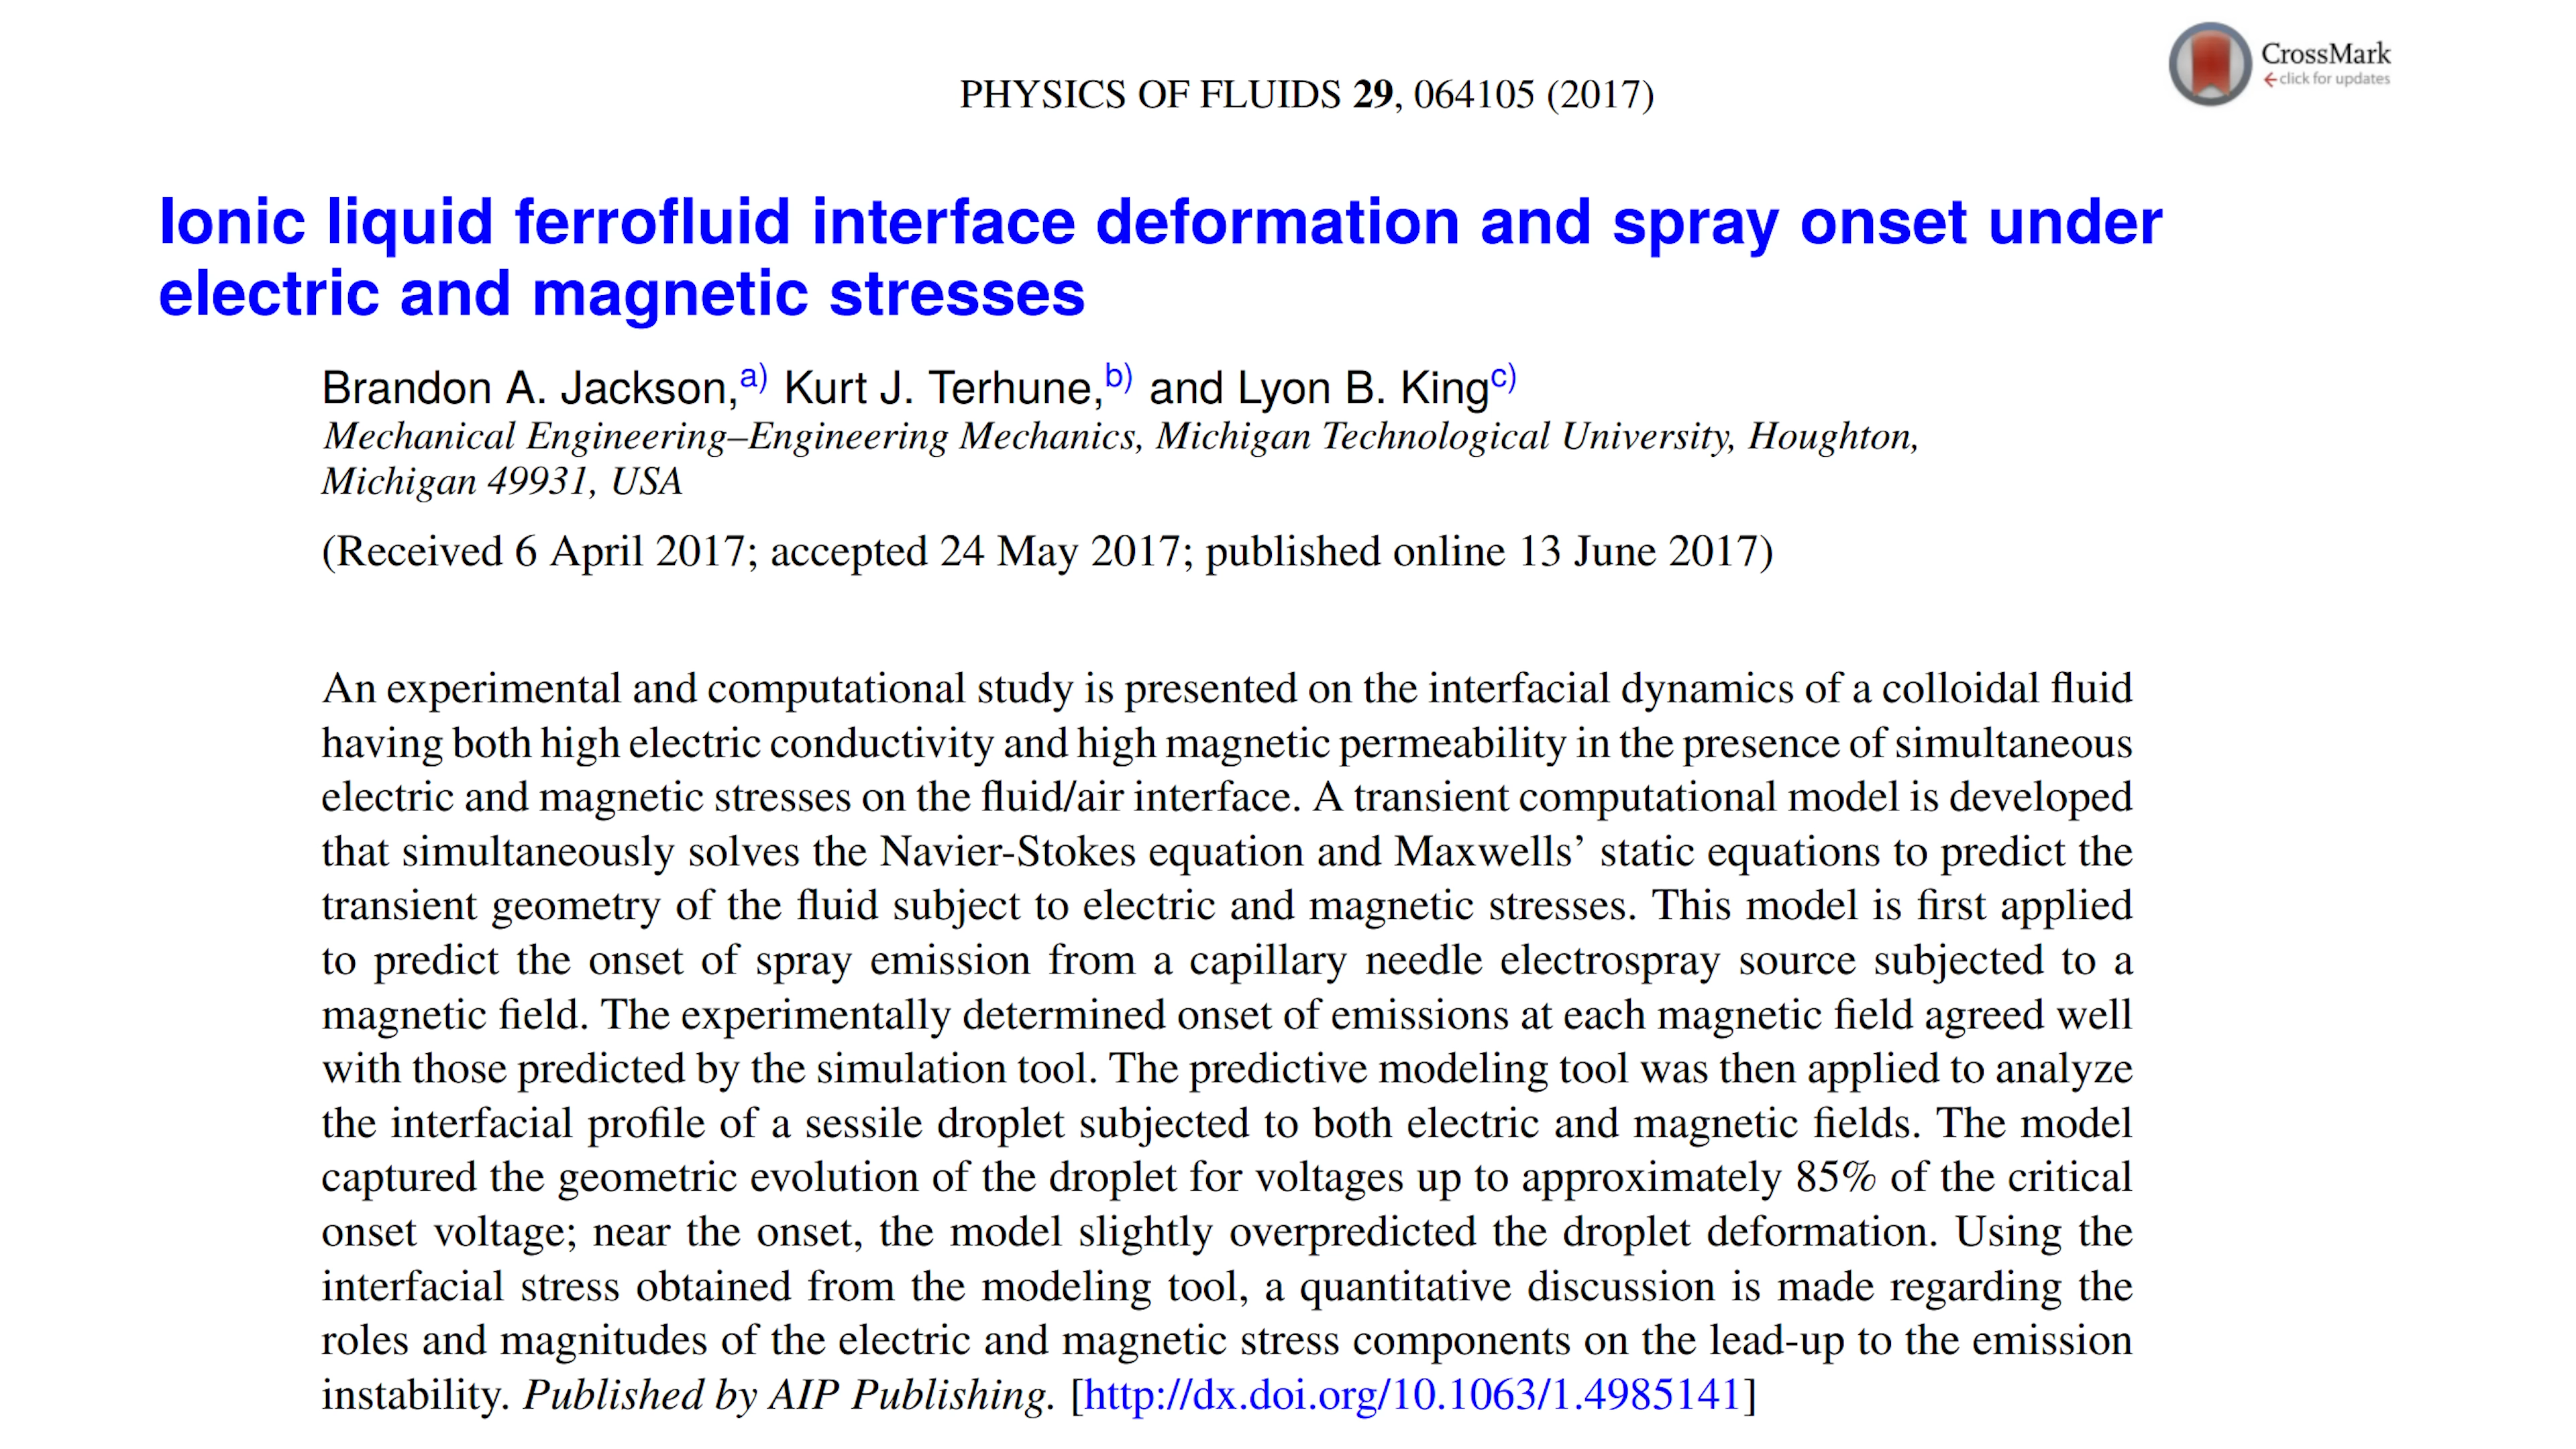 CrossMark
click for updates
PHYSICS OF FLUIDS 29, 064105 (2017)
Ionic liquid ferrofluid interface deformation and spray onset under
electric and magnetic stresses
Brandon A. Jackson,a) Kurt J. Terhune,b) and Lyon B. Kingc)
Mechanical Engineering–Engineering Mechanics, Michigan Technological University, Houghton,
Michigan 49931, USA
(Received 6 April 2017; accepted 24 May 2017; published online 13 June 2017)
An experimental and computational study is presented on the interfacial dynamics of a colloidal fluid
having both high electric conductivity and high magnetic permeability in the presence of simultaneous
electric and magnetic stresses on the fluid/air interface. A transient computational model is developed
that simultaneously solves the Navier-Stokes equation and Maxwells’ static equations to predict the
transient geometry of the fluid subject to electric and magnetic stresses. This model is first applied
to predict the onset of spray emission from a capillary needle electrospray source subjected to a
magnetic field. The experimentally determined onset of emissions at each magnetic field agreed well
with those predicted by the simulation tool. The predictive modeling tool was then applied to analyze
the interfacial profile of a sessile droplet subjected to both electric and magnetic fields. The model
captured the geometric evolution of the droplet for voltages up to approximately 85% of the critical
onset voltage; near the onset, the model slightly overpredicted the droplet deformation. Using the
interfacial stress obtained from the modeling tool, a quantitative discussion is made regarding the
roles and magnitudes of the electric and magnetic stress components on the lead-up to the emission
instability. Published by AIP Publishing. [http://dx.doi.org/10.1063/1.4985141]